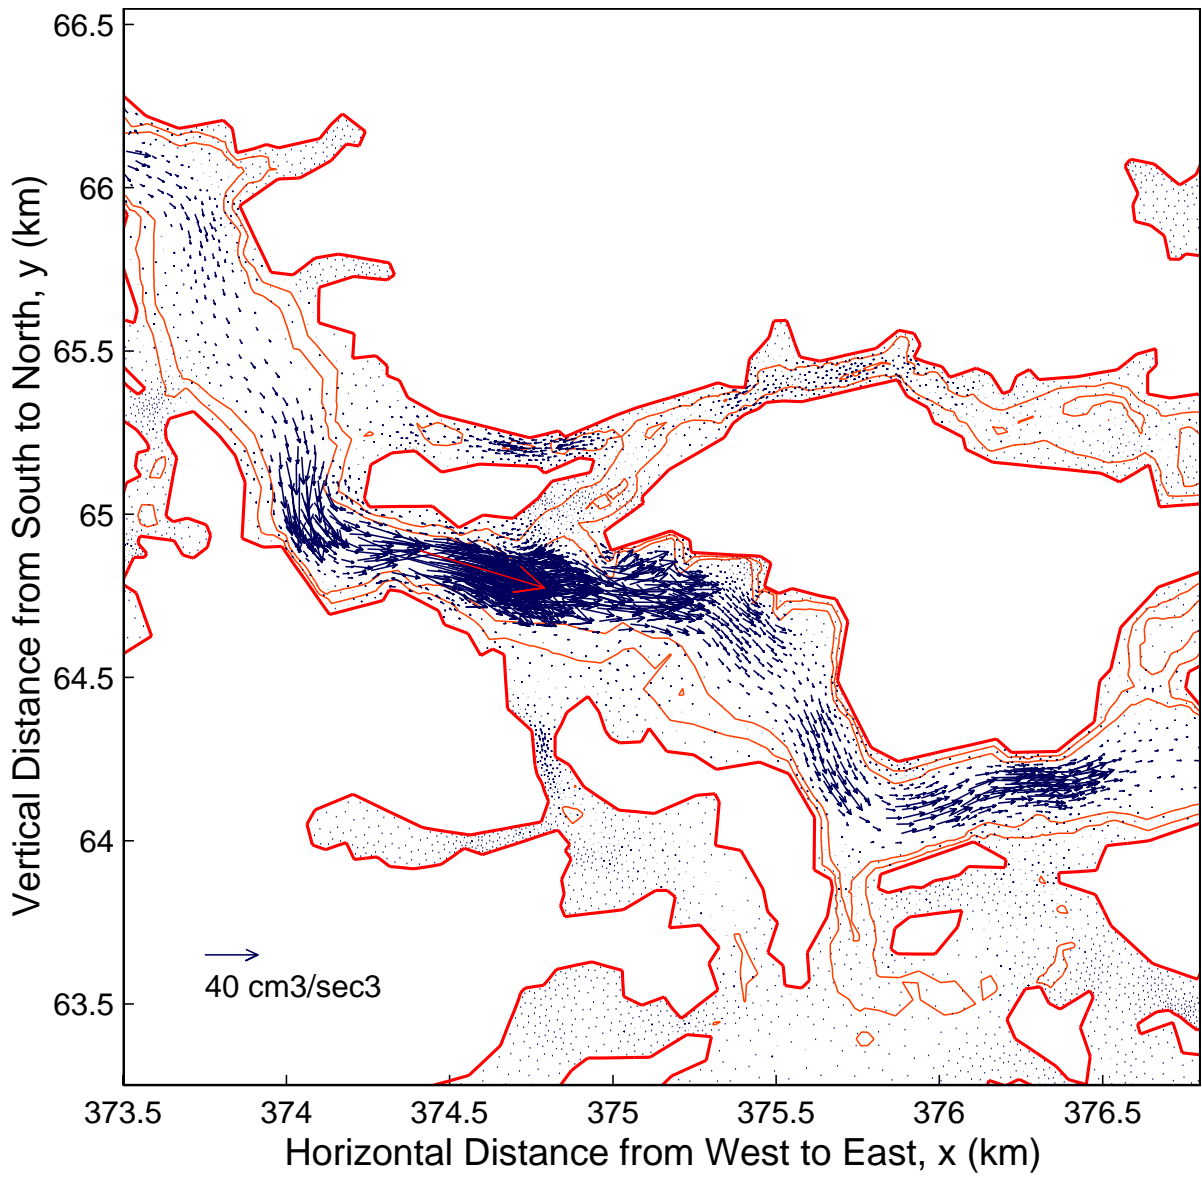 Vertical Distance from South to North, y (km)
66.5
66
65.5
65
64.5
64
63.5
40 cm3/sec3
373.5 374 374.5 375 375.5 376 376.5
Horizontal Distance from West to East, x (km)